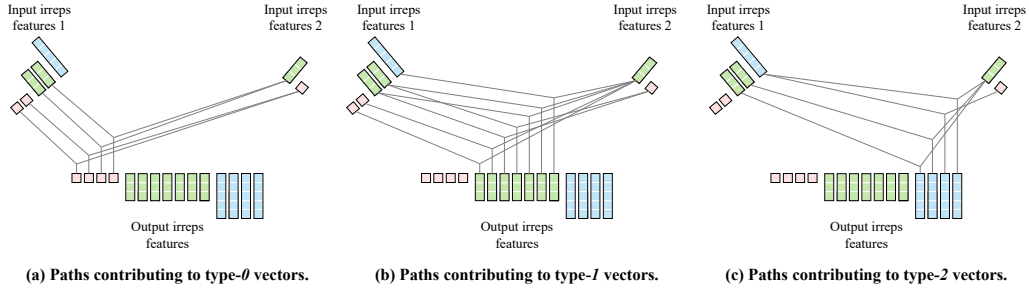 Input irreps
features 1
Input irreps
features 2
Output irreps
features
(a) Paths contributing to type-0 vectors.
Input irreps
features 1
Input irreps
features 2
Output irreps
features
(b) Paths contributing to type-1 vectors.
Input irreps
features 1
Input irreps
features 2
Output irreps
features
(c) Paths contributing to type-2 vectors.